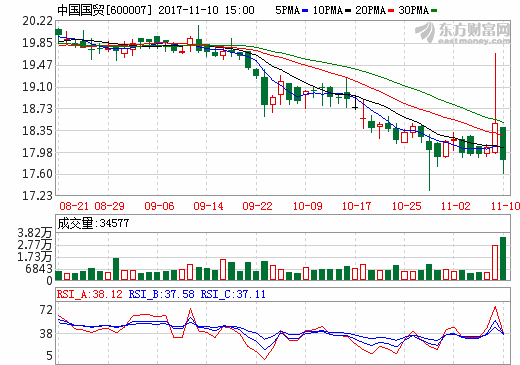 中国国贸[600007] 2017-11-10 15:00 5PMA 10PMA 20PMA 30PMA
东方财富网
eastmoney.com
20.22
19.85
19.47
19.10
18.73
18.35
17.98
17.60
17.23
08-21 08-29 09-06 09-14 09-22 10-09 10-17 10-25 11-02 11-10
成交量:34577
3.82万
2.77万
1.73万
6843
0
RSI_A:38.12 RSI_B:37.58 RSI_C:37.11
72
38
5